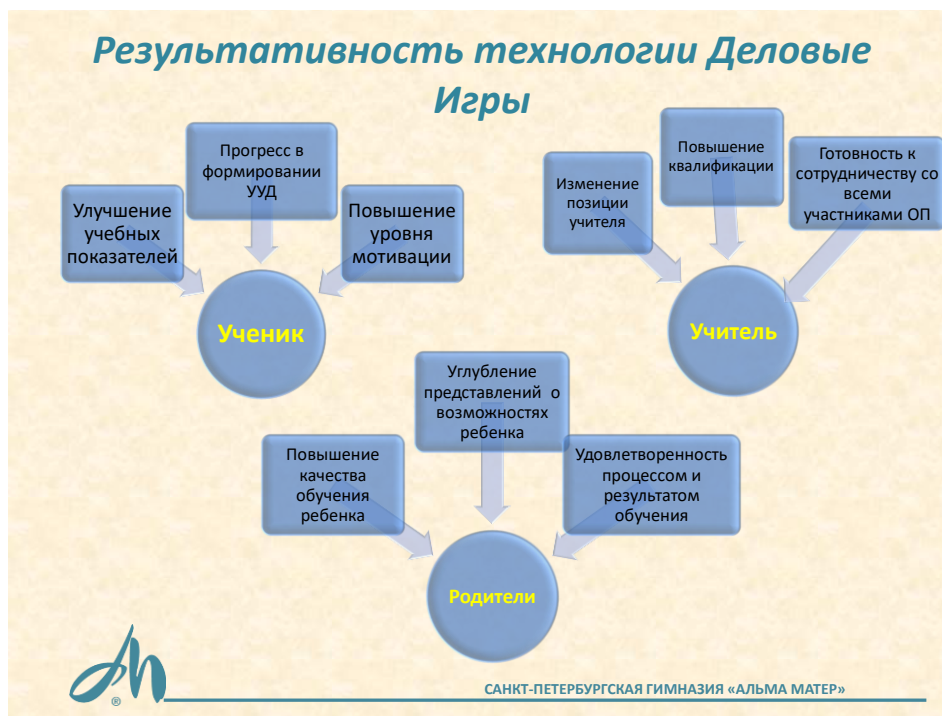 Результативность технологии Деловые
Игры
Улучшение
учебных
показателей
Прогресс в
формировании
УУД
Повышение
уровня
мотивации
Ученик
Изменение
позиции
учителя
Повышение
квалификации
Готовность к
сотрудничеству со
всеми
участниками ОП
Учитель
Повышение
качества
обучения
ребенка
Углубление
представлений о
возможностях
ребенка
Удовлетворенность
процессом и
результатом
обучения
Родители
®
САНКТ-ПЕТЕРБУРГСКАЯ ГИМНАЗИЯ «АЛЬМА МАТЕР»